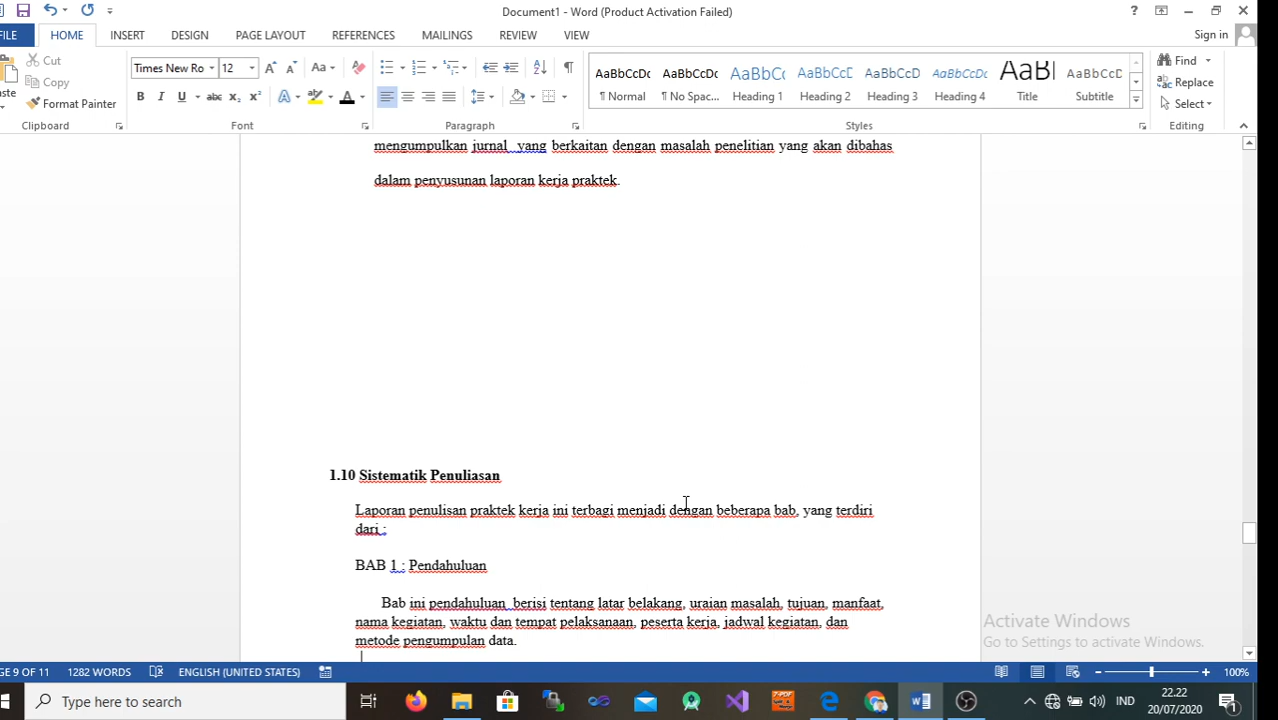 Document1 - Word (Product Activation Failed)
FILE HOME INSERT DESIGN PAGE LAYOUT REFERENCES MAILINGS REVIEW VIEW Sign in
Cut
Copy
Format Painter
Clipboard
Times New Ro 12
Font
Paragraph
AaBbCcDc AaBbCcDc AaBbCc AaBbCcD AaBbCcD AaBbCcD AaBl AaBbCcD
¶ Normal ¶ No Spac... Heading 1 Heading 2 Heading 3 Heading 4 Title Subtitle
Styles
Find
Replace
Select
Editing
mengumpulkan jurnal yang berkaitan dengan masalah penelitian yang akan dibahas
dalam penyusunan laporan kerja praktek.
1.10 Sistematik Penuliasan
Laporan penulisan praktek kerja ini terbagi menjadi dengan beberapa bab, yang terdiri
dari :
BAB 1 : Pendahuluan
Bab ini pendahuluan berisi tentang latar belakang, uraian masalah, tujuan, manfaat,
nama kegiatan, waktu dan tempat pelaksanaan, peserta kerja, jadwal kegiatan, dan
metode pengumpulan data.
Activate Windows
Go to Settings to activate Windows.
GE 9 OF 11 1282 WORDS ENGLISH (UNITED STATES) 100%
Type here to search
IND
22.22
20/07/2020